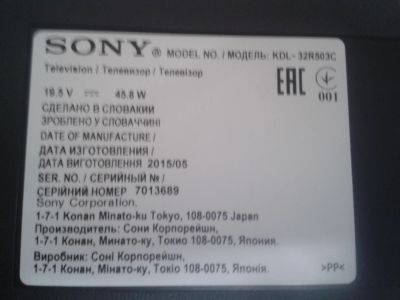 SONY® MODEL NO. / МОДЕЛЬ: KDL-32R503C
Television / Телевизор / Телевізор
19.5 V ⎓ 45.8 W
EAC
001
СДЕЛАНО В СЛОВАКИИ
ЗРОБЛЕНО У СЛОВАЧЧИНІ
DATE OF MANUFACTURE /
ДАТА ИЗГОТОВЛЕНИЯ /
ДАТА ВИГОТОВЛЕННЯ 2015/05
SER. NO. / СЕРИЙНЫЙ № /
СЕРІЙНИЙ НОМЕР 7013689
Sony Corporation,
1-7-1 Konan Minato-ku Tokyo, 108-0075 Japan
Производитель: Сони Корпорейшн,
1-7-1 Конан, Минато-ку, Токио 108-0075, Япония.
Виробник: Соні Корпорейшн,
1-7-1 Конан, Мінато-ку, Токіо 108-0075, Японія.
>PP<